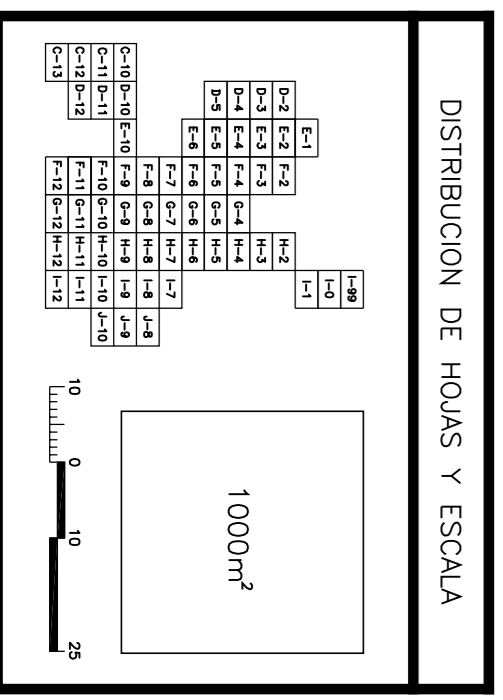 DISTRIBUCION DE HOJAS Y ESCALA
I-99
I-0
E-1 I-1
D-2 E-2 F-2 H-2
D-3 E-3 F-3 H-3
D-4 E-4 F-4 G-4 H-4
D-5 E-5 F-5 G-5 H-5
E-6 F-6 G-6 H-6
F-7 G-7 H-7 I-7
F-8 G-8 H-8 I-8 J-8
C-10 D-10 E-10 F-9 G-9 H-9 I-9 J-9
C-11 D-11 F-10 G-10 H-10 I-10 J-10
C-12 D-12 F-11 G-11 H-11 I-11
C-13 F-12 G-12 H-12 I-12
1000m²
10 0 10 25